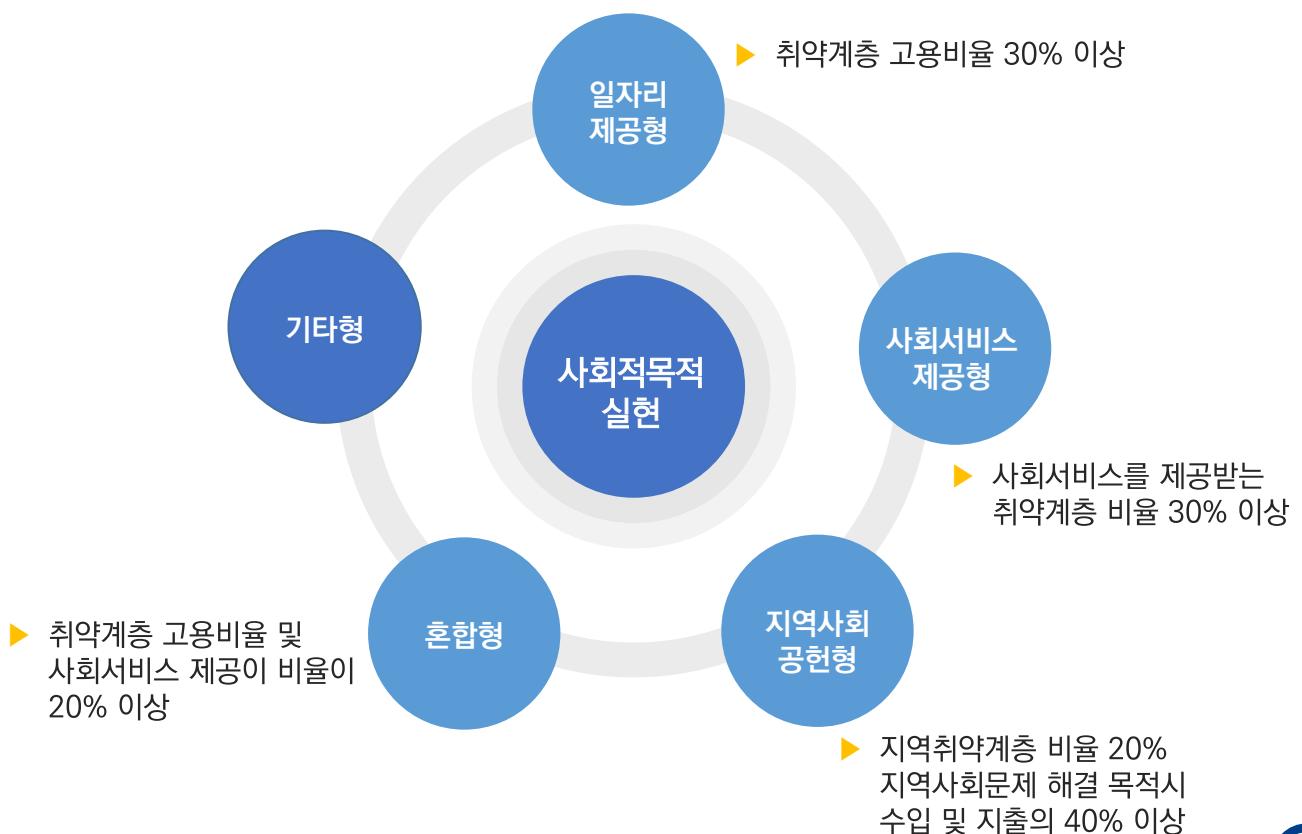 ▶ 취약계층 고용비율 30% 이상
일자리
제공형
기타형
사회적목적
실현
사회서비스
제공형
▶ 사회서비스를 제공받는
취약계층 비율 30% 이상
혼합형
▶ 취약계층 고용비율 및
사회서비스 제공이 비율이
20% 이상
지역사회
공헌형
▶ 지역취약계층 비율 20%
지역사회문제 해결 목적시
수입 및 지출의 40% 이상